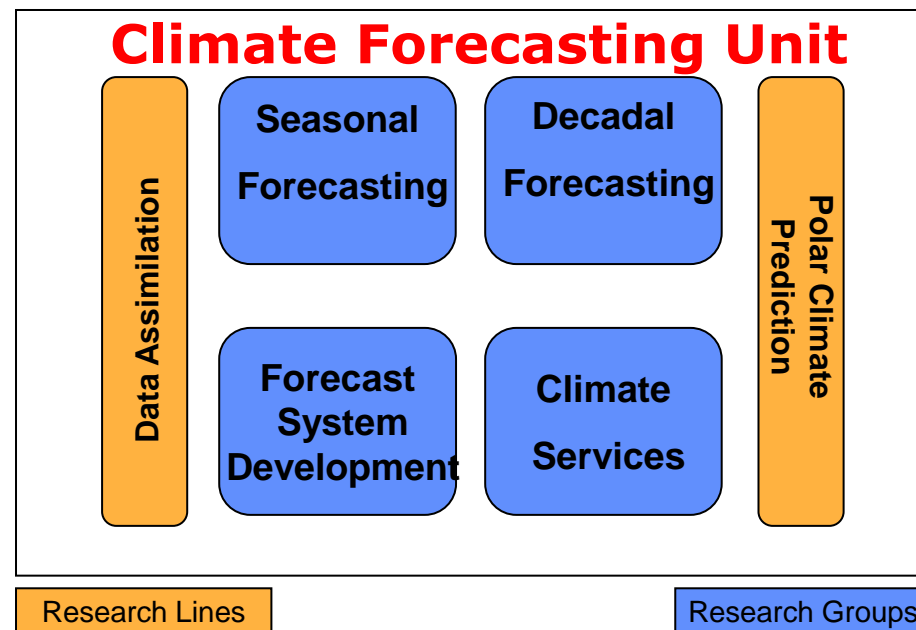 Climate Forecasting Unit
Data Assimilation
Seasonal
Forecasting
Decadal
Forecasting
Forecast
System
Development
Climate
Services
Polar Climate
Prediction
Research Lines
Research Groups